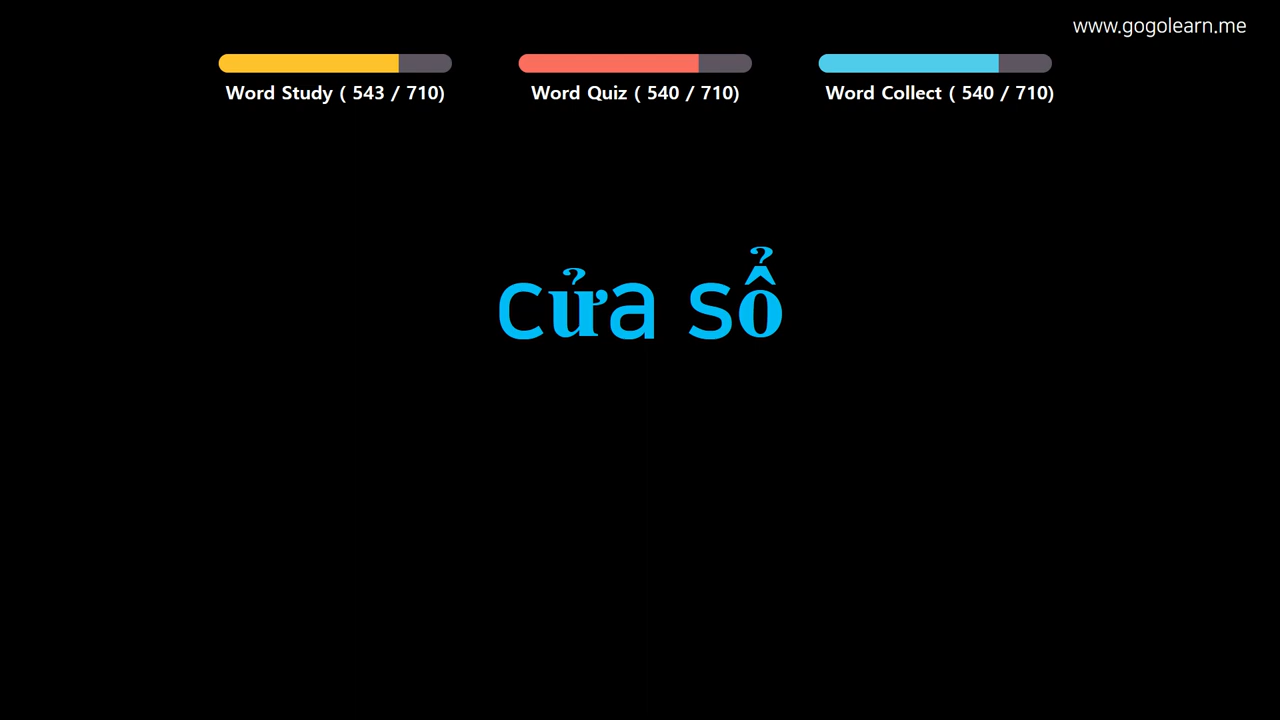 www.gogolearn.me
Word Study ( 543 / 710)
Word Quiz ( 540 / 710)
Word Collect ( 540 / 710)
cửa sổ